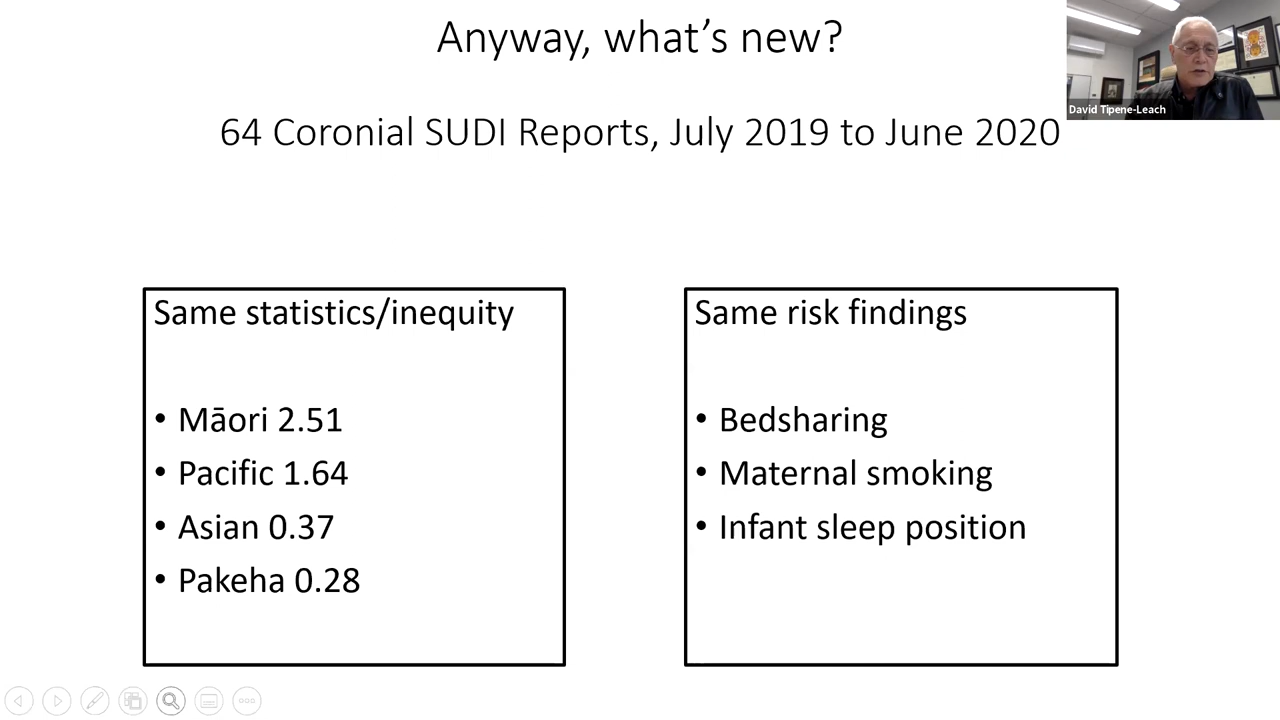 Anyway, what's new?
David Tipene-Leach
64 Coronial SUDI Reports, July 2019 to June 2020
Same statistics/inequity
• Māori 2.51
• Pacific 1.64
• Asian 0.37
• Pakeha 0.28
Same risk findings
• Bedsharing
• Maternal smoking
• Infant sleep position